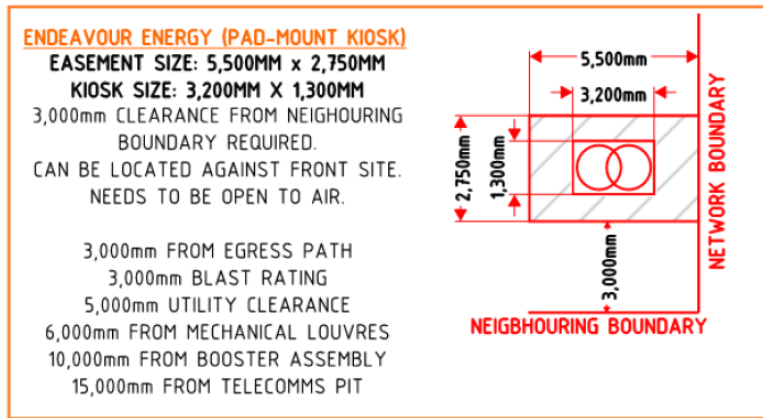 ENDEAVOUR ENERGY (PAD-MOUNT KIOSK)
EASEMENT SIZE: 5,500MM x 2,750MM
KIOSK SIZE: 3,200MM X 1,300MM
3,000mm CLEARANCE FROM NEIGHOURING
BOUNDARY REQUIRED.
CAN BE LOCATED AGAINST FRONT SITE.
NEEDS TO BE OPEN TO AIR.
3,000mm FROM EGRESS PATH
3,000mm BLAST RATING
5,000mm UTILITY CLEARANCE
6,000mm FROM MECHANICAL LOUVRES
10,000mm FROM BOOSTER ASSEMBLY
15,000mm FROM TELECOMMS PIT
5,500mm
3,200mm
2,750mm
1,300mm
3,000mm
NETWORK BOUNDARY
NEIGBHOURING BOUNDARY